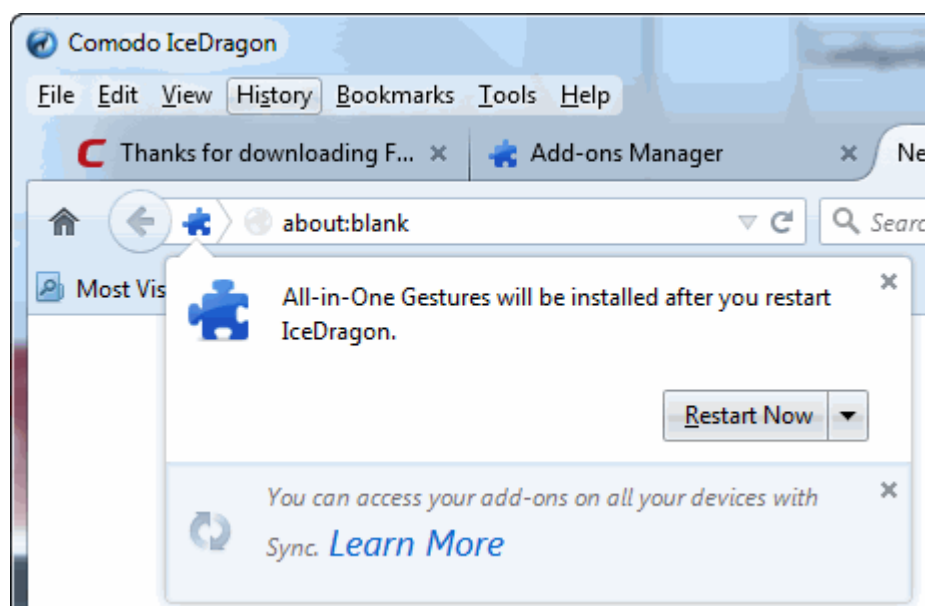 Comodo IceDragon
File Edit View History Bookmarks Tools Help
Thanks for downloading F... Add-ons Manager Ne
about:blank Searc
Most Vis
All-in-One Gestures will be installed after you restart
IceDragon.
Restart Now
You can access your add-ons on all your devices with
Sync. Learn More